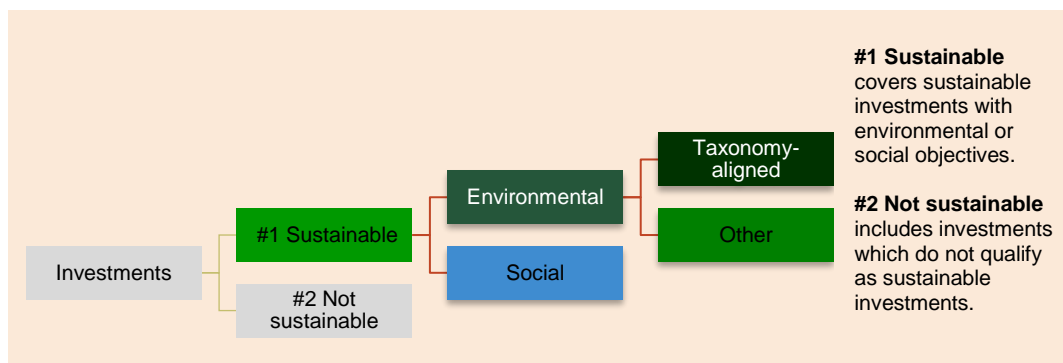 Investments
#1 Sustainable
#2 Not
sustainable
Environmental
Social
Taxonomy-
aligned
Other
#1 Sustainable
covers sustainable
investments with
environmental or
social objectives.
#2 Not sustainable
includes investments
which do not qualify
as sustainable
investments.